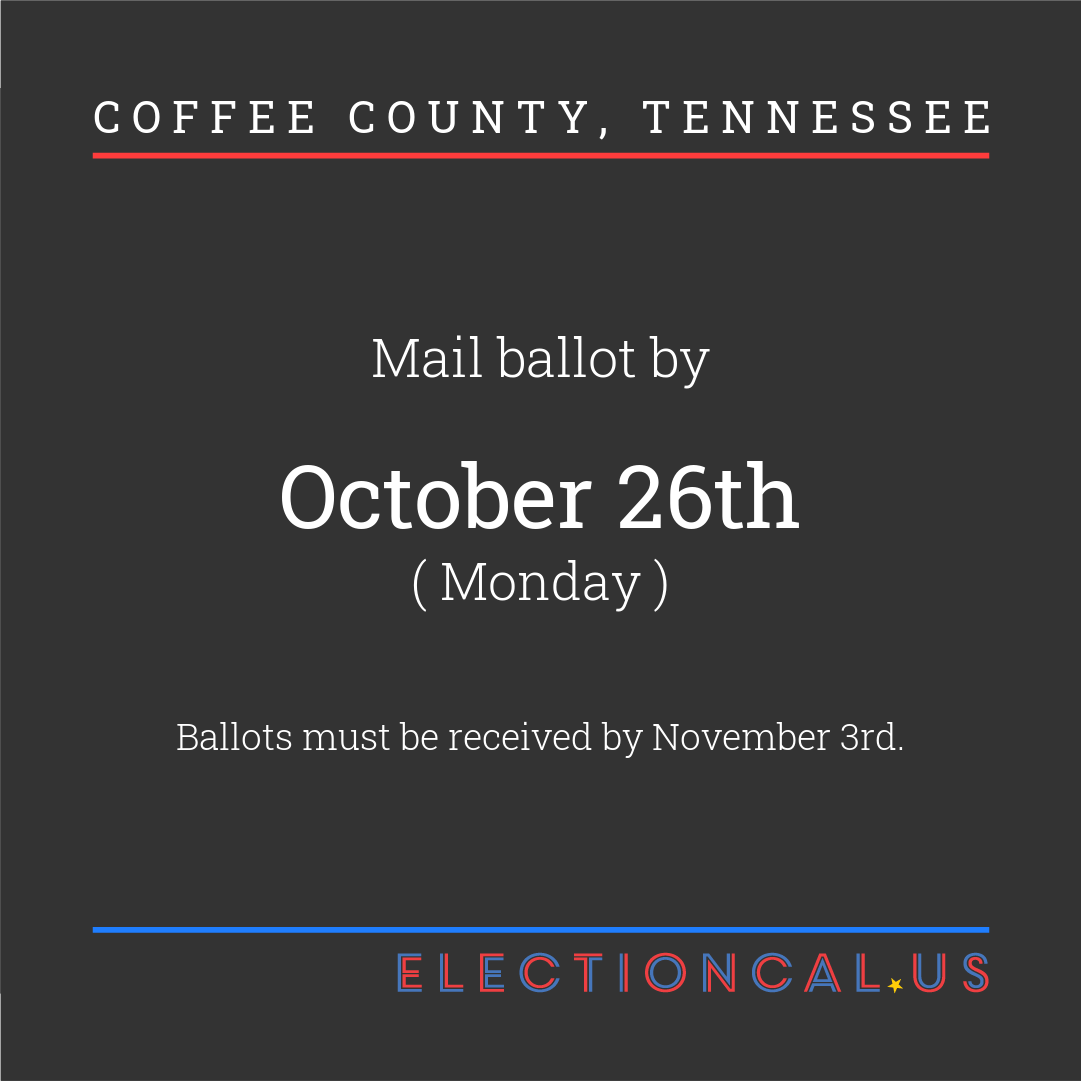 COFFEE COUNTY, TENNESSEE
Mail ballot by
October 26th
( Monday )
Ballots must be received by November 3rd.
ELECTIONCAL.US